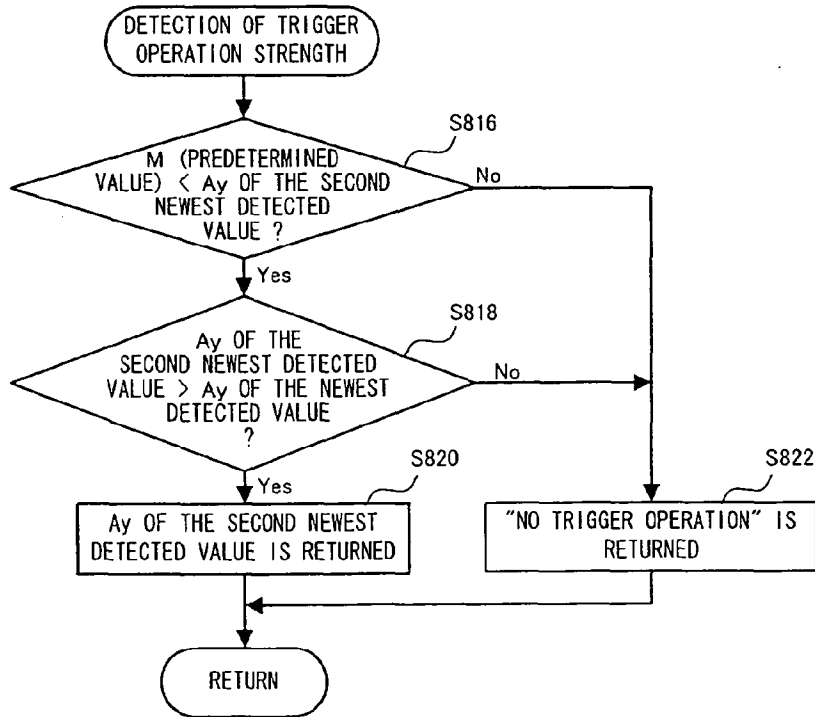 DETECTION OF TRIGGER
OPERATION STRENGTH
S816
M (PREDETERMINED
VALUE) < Ay OF THE SECOND
NEWEST DETECTED
VALUE ?
No
Yes
S818
Ay OF THE
SECOND NEWEST DETECTED
VALUE > Ay OF THE NEWEST
DETECTED VALUE
?
No
Yes
S820
Ay OF THE SECOND NEWEST
DETECTED VALUE IS RETURNED
S822
"NO TRIGGER OPERATION" IS
RETURNED
RETURN